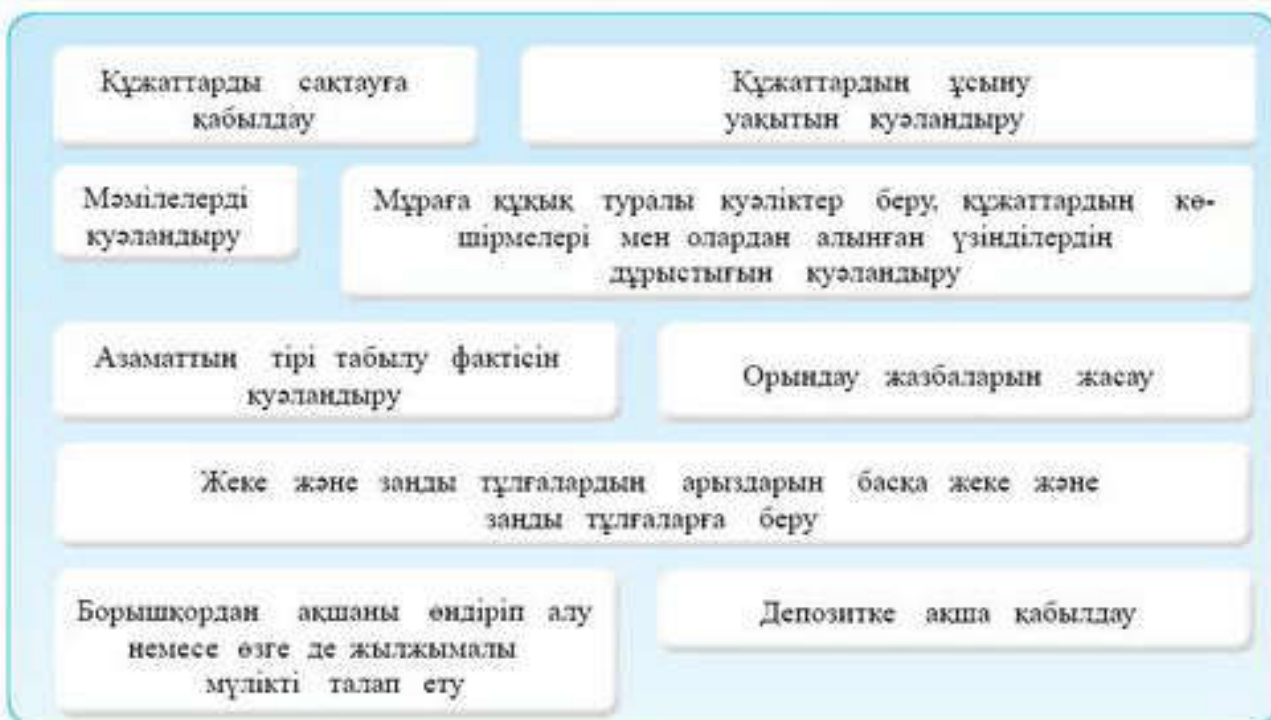 Құжаттарды сақтауға
қабылдау
Құжаттардың ұсыну
уақытын куәландыру
Мәмілелерді
куәландыру
Мұраға құқық туралы куәліктер беру, құжаттардың кө-
шірмелері мен олардан алынған үзінділердің
дұрыстығын куәландыру
Азаматтың тірі табылу фактісін
куәландыру
Орындау жазбаларын жасау
Жеке және заңды тұлғалардың арыздарын басқа жеке және
заңды тұлғаларға беру
Борышқордан ақшаны өндіріп алу
немесе өзге де жылжымалы
мүлікті талап ету
Депозитке ақша қабылдау